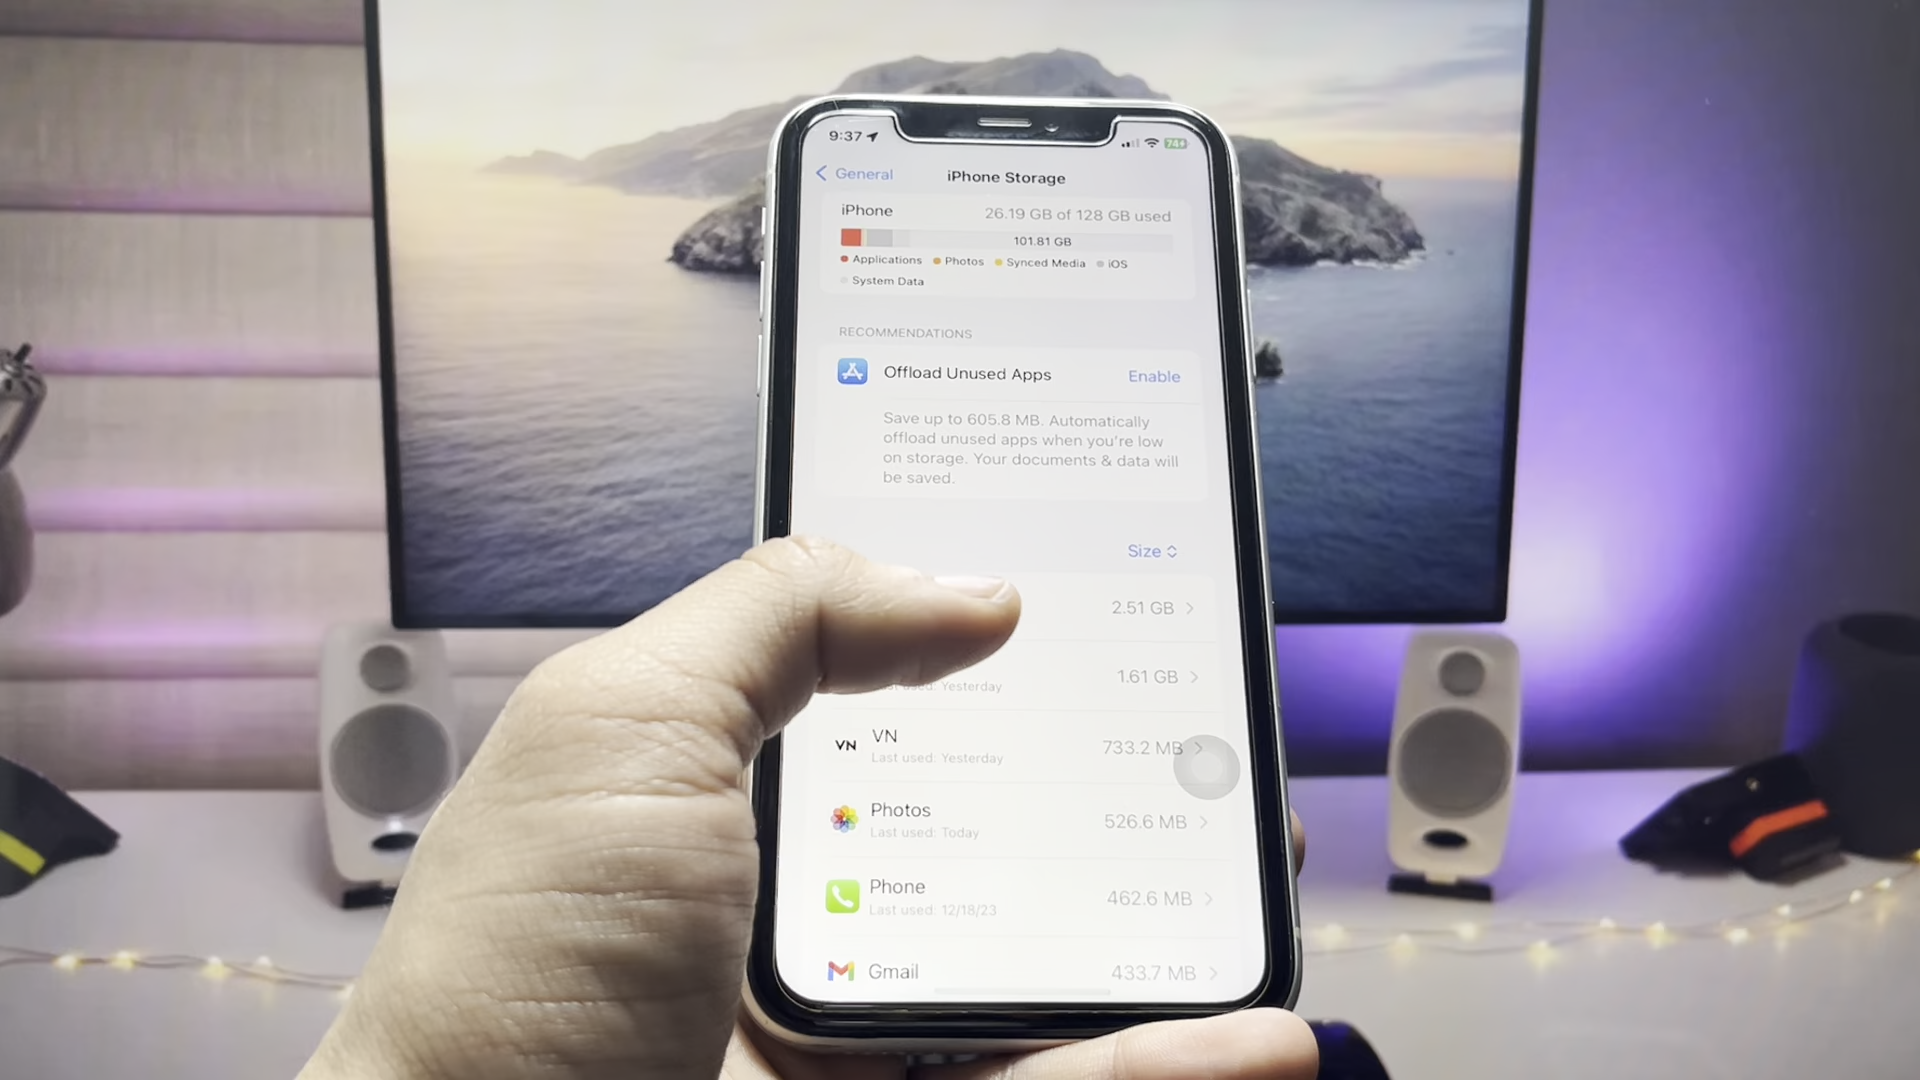 9:37
74+
General
iPhone Storage
iPhone
26.19 GB of 128 GB used
101.81 GB
Applications Photos Synced Media iOS
System Data
RECOMMENDATIONS
Offload Unused Apps
Enable
Save up to 605.8 MB. Automatically
offload unused apps when you're low
on storage. Your documents & data will
be saved.
Size
2.51 GB
1.61 GB
used: Yesterday
VN VN
733.2 MB
Last used: Yesterday
Photos
526.6 MB
Last used: Today
Phone
462.6 MB
Last used: 12/18/23
Gmail
433.7 MB